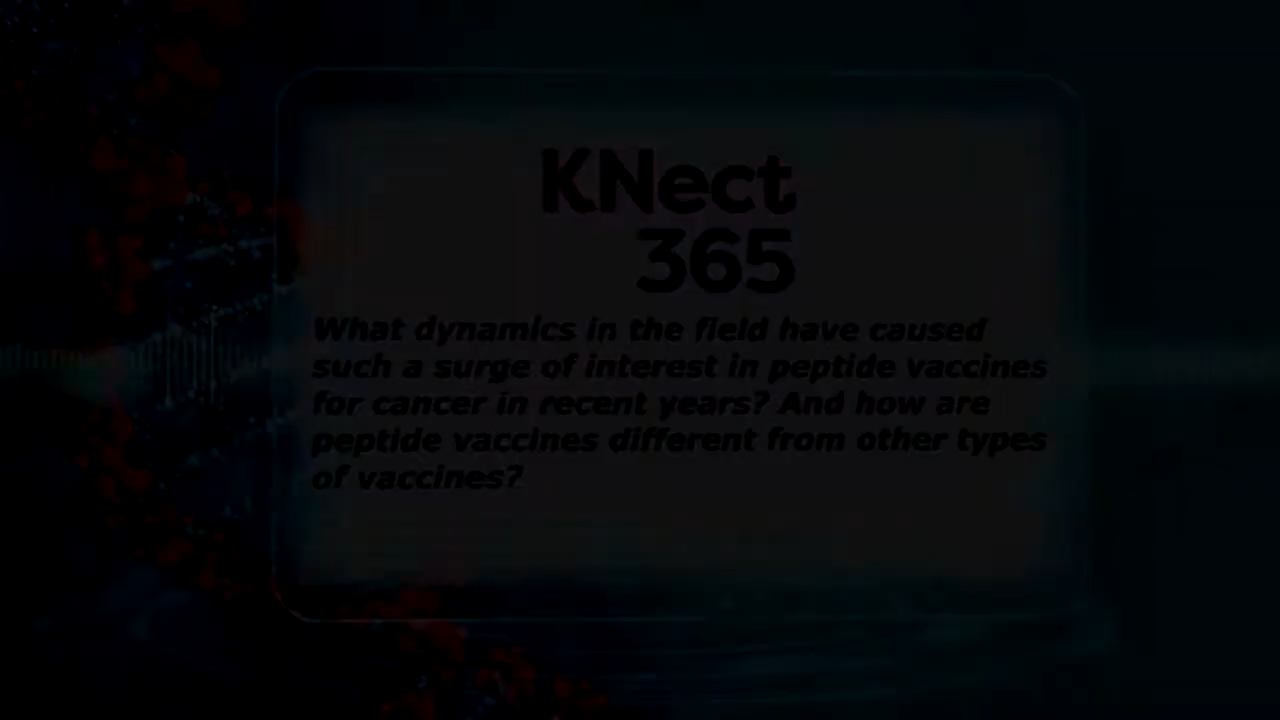 KNect
365
What dynamics in the field have caused
such a surge of interest in peptide vaccines
for cancer in recent years? And how are
peptide vaccines different from other types
of vaccines?